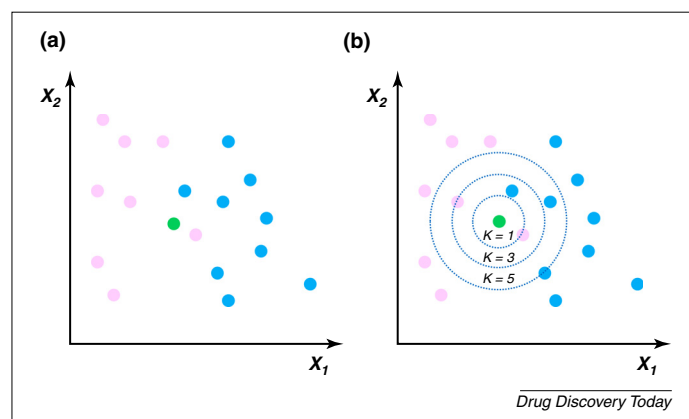 (a)
(b)
X2
X2
K = 1
K = 3
K = 5
X1
X1
Drug Discovery Today